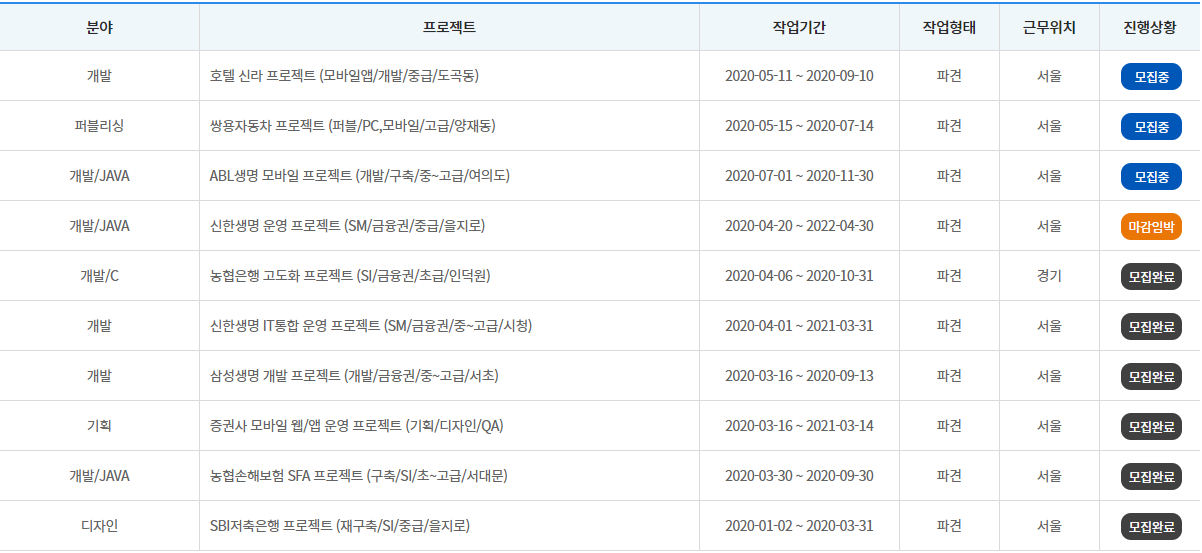 분야 프로젝트 작업기간 작업형태 근무위치 진행상황
개발 호텔 신라 프로젝트 (모바일앱/개발/중급/도곡동) 2020-05-11 ~ 2020-09-10 파견 서울 모집중
퍼블리싱 쌍용자동차 프로젝트 (퍼블/PC,모바일/고급/양재동) 2020-05-15 ~ 2020-07-14 파견 서울 모집중
개발/JAVA ABL생명 모바일 프로젝트 (개발/구축/중~고급/여의도) 2020-07-01 ~ 2020-11-30 파견 서울 모집중
개발/JAVA 신한생명 운영 프로젝트 (SM/금융권/중급/을지로) 2020-04-20 ~ 2022-04-30 파견 서울 마감임박
개발/C 농협은행 고도화 프로젝트 (SI/금융권/초급/인덕원) 2020-04-06 ~ 2020-10-31 파견 경기 모집완료
개발 신한생명 IT통합 운영 프로젝트 (SM/금융권/중~고급/시청) 2020-04-01 ~ 2021-03-31 파견 서울 모집완료
개발 삼성생명 개발 프로젝트 (개발/금융권/중~고급/서초) 2020-03-16 ~ 2020-09-13 파견 서울 모집완료
기획 증권사 모바일 웹/앱 운영 프로젝트 (기획/디자인/QA) 2020-03-16 ~ 2021-03-14 파견 서울 모집완료
개발/JAVA 농협손해보험 SFA 프로젝트 (구축/SI/초~고급/서대문) 2020-03-30 ~ 2020-09-30 파견 서울 모집완료
디자인 SBI저축은행 프로젝트 (재구축/SI/중급/을지로) 2020-01-02 ~ 2020-03-31 파견 서울 모집완료